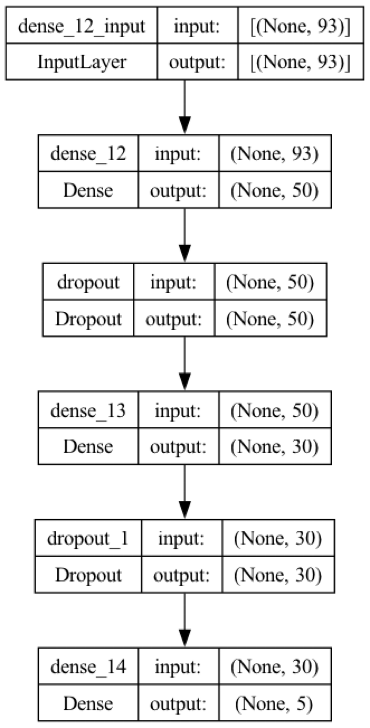 dense_12_input input: [(None, 93)]
InputLayer output: [(None, 93)]
dense_12 input: (None, 93)
Dense output: (None, 50)
dropout input: (None, 50)
Dropout output: (None, 50)
dense_13 input: (None, 50)
Dense output: (None, 30)
dropout_1 input: (None, 30)
Dropout output: (None, 30)
dense_14 input: (None, 30)
Dense output: (None, 5)